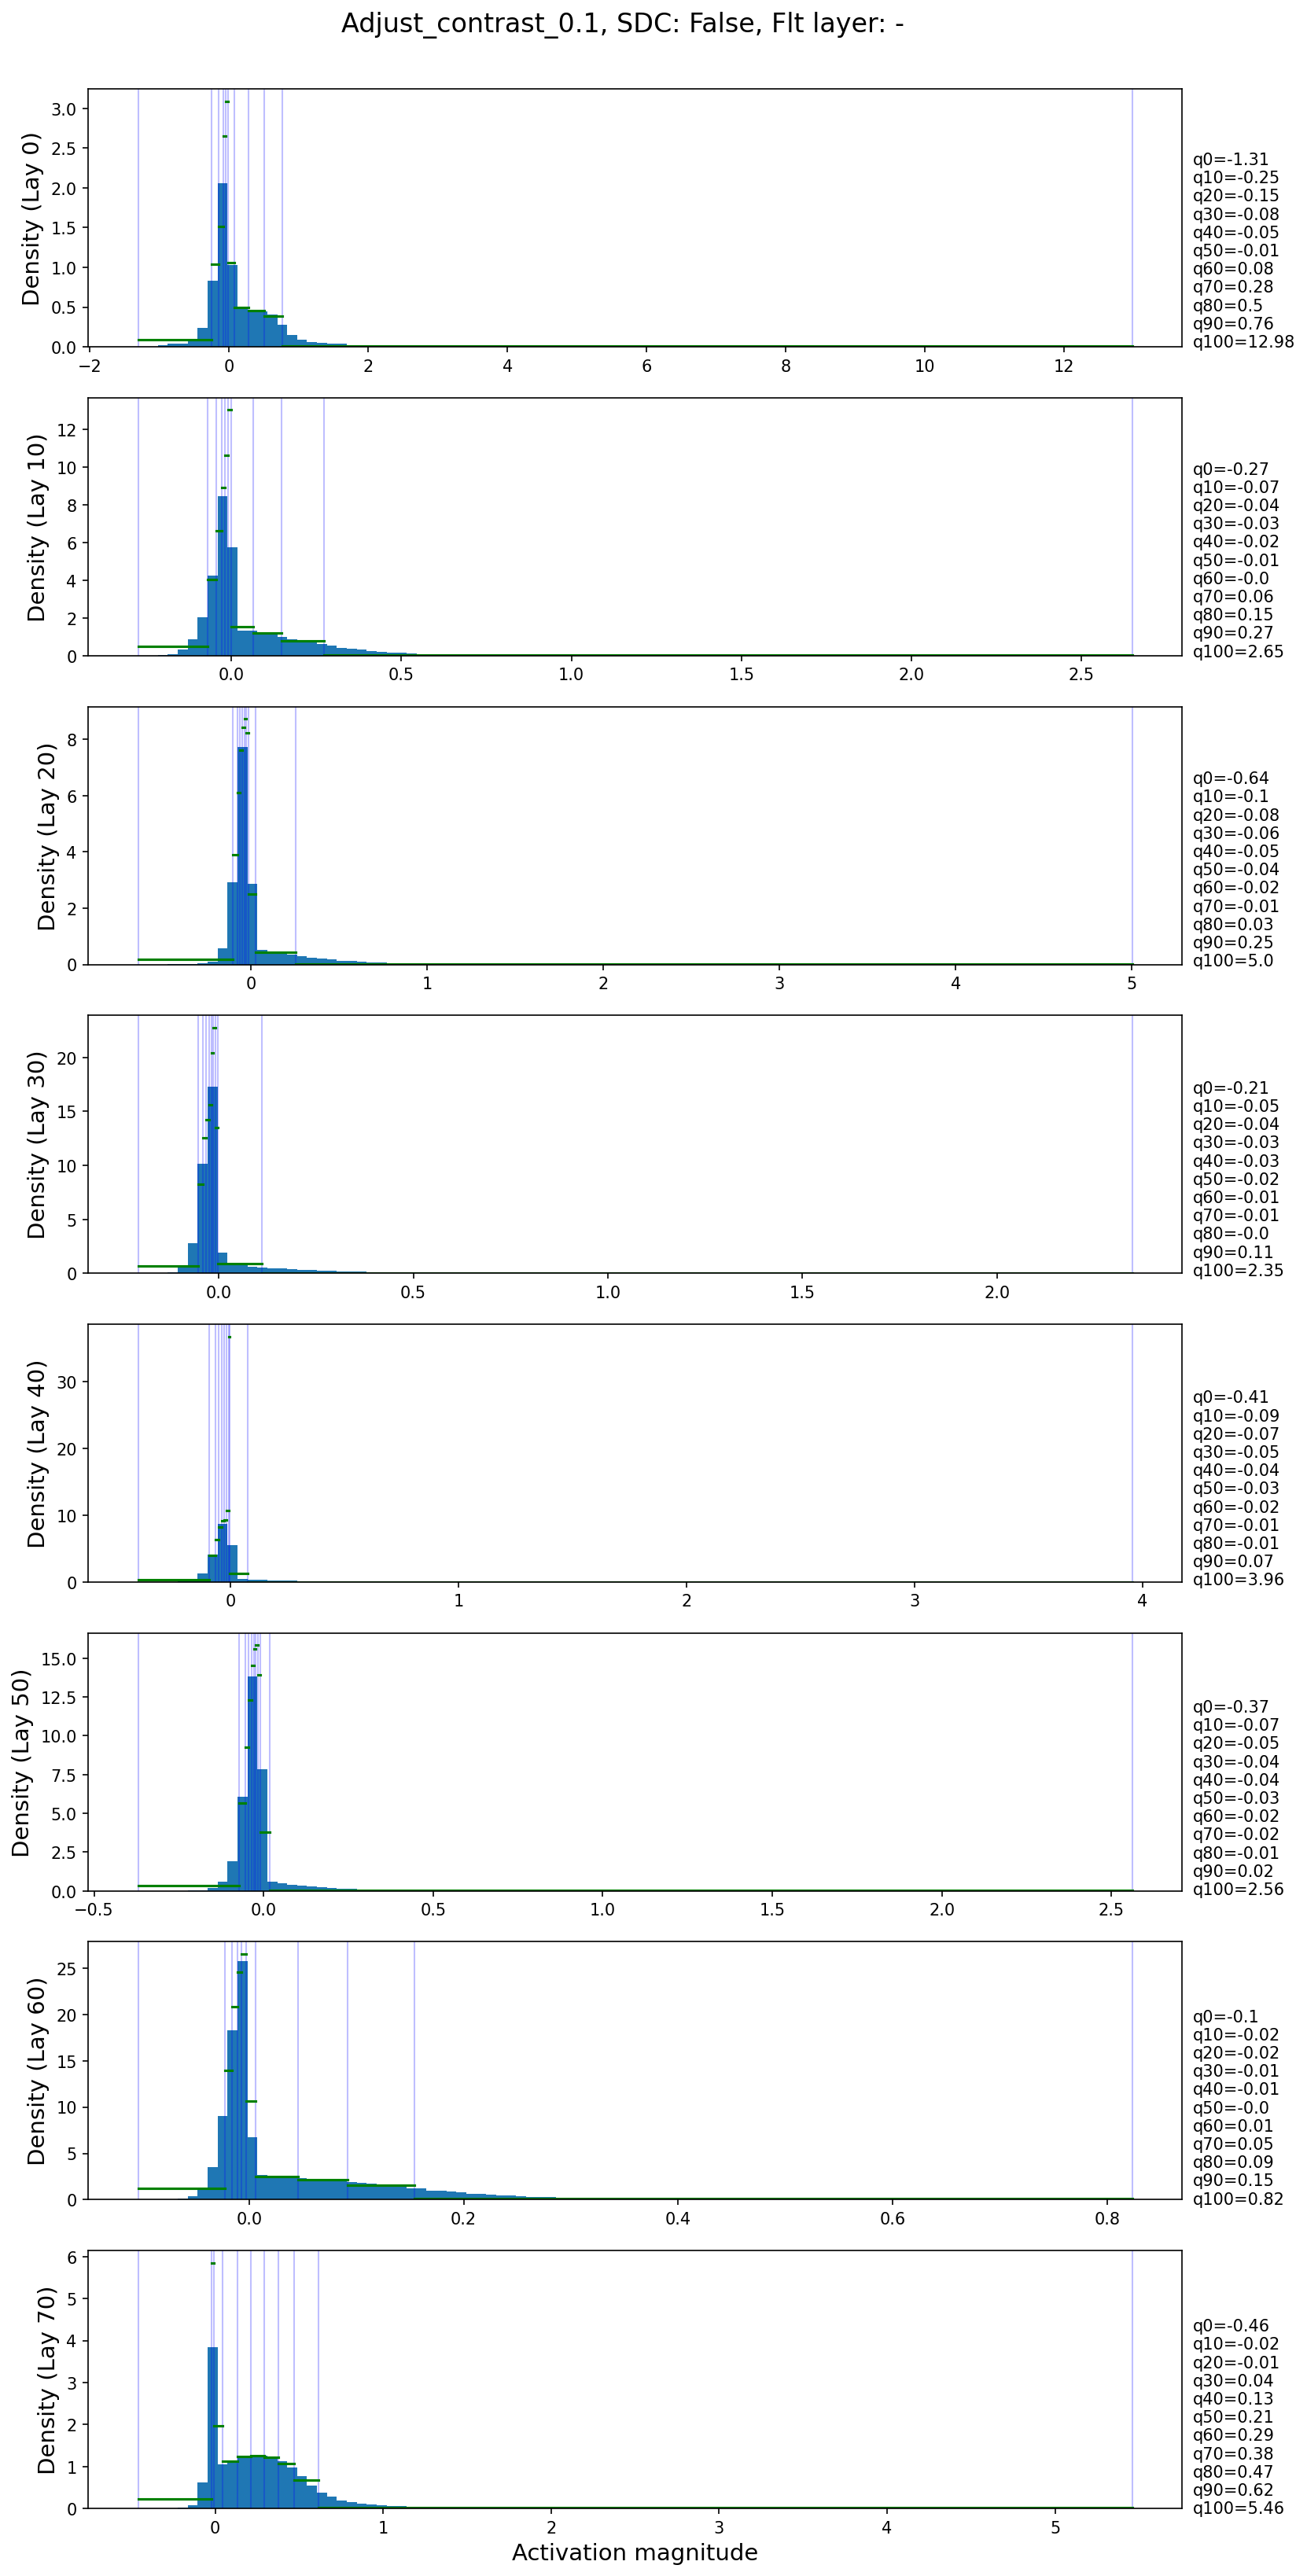 Adjust_contrast_0.1, SDC: False, Flt layer: -
Density (Lay 0)
3.0
2.5
2.0
1.5
1.0
0.5
0.0
−2
0
2
4
6
8
10
12
q0=-1.31
q10=-0.25
q20=-0.15
q30=-0.08
q40=-0.05
q50=-0.01
q60=0.08
q70=0.28
q80=0.5
q90=0.76
q100=12.98
Density (Lay 10)
12
10
8
6
4
2
0
0.0
0.5
1.0
1.5
2.0
2.5
q0=-0.27
q10=-0.07
q20=-0.04
q30=-0.03
q40=-0.02
q50=-0.01
q60=-0.0
q70=0.06
q80=0.15
q90=0.27
q100=2.65
Density (Lay 20)
8
6
4
2
0
0
1
2
3
4
5
q0=-0.64
q10=-0.1
q20=-0.08
q30=-0.06
q40=-0.05
q50=-0.04
q60=-0.02
q70=-0.01
q80=0.03
q90=0.25
q100=5.0
Density (Lay 30)
20
15
10
5
0
0.0
0.5
1.0
1.5
2.0
q0=-0.21
q10=-0.05
q20=-0.04
q30=-0.03
q40=-0.03
q50=-0.02
q60=-0.01
q70=-0.01
q80=-0.0
q90=0.11
q100=2.35
Density (Lay 40)
30
20
10
0
0
1
2
3
4
q0=-0.41
q10=-0.09
q20=-0.07
q30=-0.05
q40=-0.04
q50=-0.03
q60=-0.02
q70=-0.01
q80=-0.01
q90=0.07
q100=3.96
Density (Lay 50)
15.0
12.5
10.0
7.5
5.0
2.5
0.0
−0.5
0.0
0.5
1.0
1.5
2.0
2.5
q0=-0.37
q10=-0.07
q20=-0.05
q30=-0.04
q40=-0.04
q50=-0.03
q60=-0.02
q70=-0.02
q80=-0.01
q90=0.02
q100=2.56
Density (Lay 60)
25
20
15
10
5
0
0.0
0.2
0.4
0.6
0.8
q0=-0.1
q10=-0.02
q20=-0.02
q30=-0.01
q40=-0.01
q50=-0.0
q60=0.01
q70=0.05
q80=0.09
q90=0.15
q100=0.82
Density (Lay 70)
6
5
4
3
2
1
0
0
1
2
3
4
5
q0=-0.46
q10=-0.02
q20=-0.01
q30=0.04
q40=0.13
q50=0.21
q60=0.29
q70=0.38
q80=0.47
q90=0.62
q100=5.46
Activation magnitude